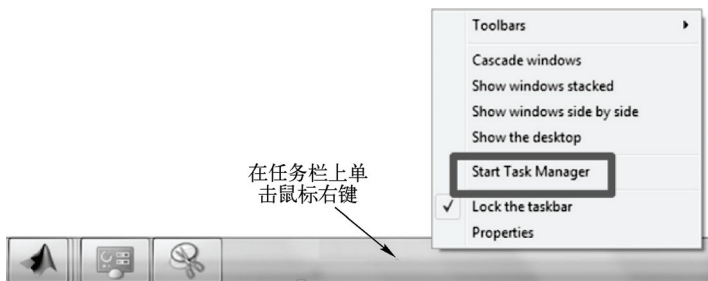 Toolbars
Cascade windows
Show windows stacked
Show windows side by side
Show the desktop
Start Task Manager
Lock the taskbar
Properties
在任务栏上单
击鼠标右键